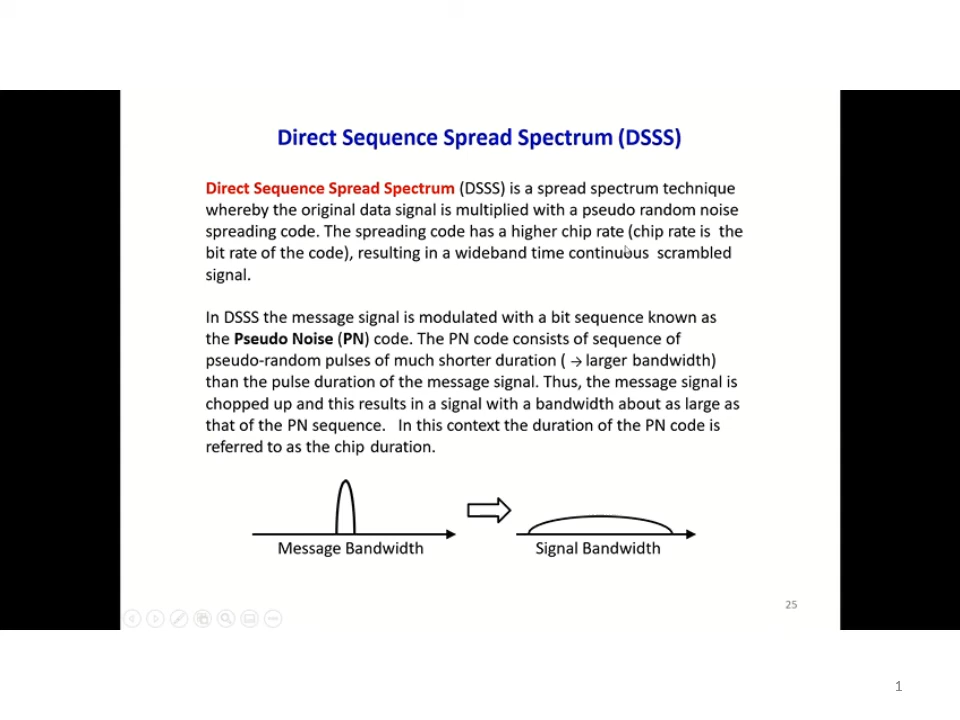 Direct Sequence Spread Spectrum (DSSS)
Direct Sequence Spread Spectrum (DSSS) is a spread spectrum technique
whereby the original data signal is multiplied with a pseudo random noise
spreading code. The spreading code has a higher chip rate (chip rate is the
bit rate of the code), resulting in a wideband time continuous scrambled
signal.
In DSSS the message signal is modulated with a bit sequence known as
the Pseudo Noise (PN) code. The PN code consists of sequence of
pseudo-random pulses of much shorter duration ( → larger bandwidth)
than the pulse duration of the message signal. Thus, the message signal is
chopped up and this results in a signal with a bandwidth about as large as
that of the PN sequence. In this context the duration of the PN code is
referred to as the chip duration.
Message Bandwidth
Signal Bandwidth
25
1